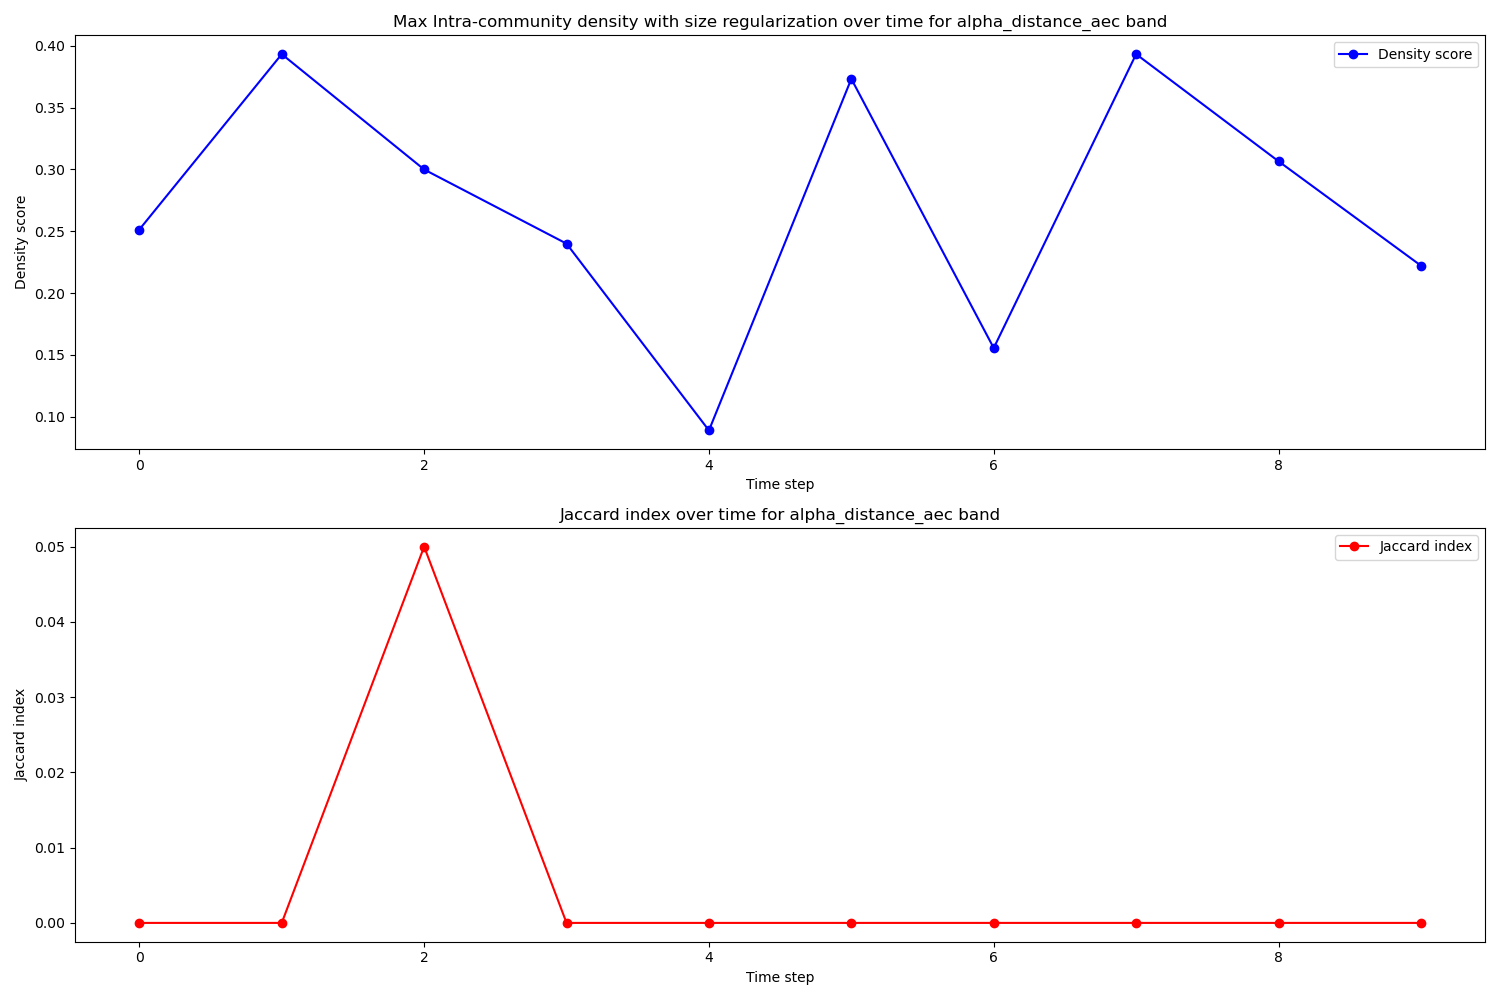 Max Intra-community density with size regularization over time for alpha_distance_aec band
Density score
0.40
0.35
0.30
0.25
0.20
0.15
0.10
Density score
0 2 4 6 8
Time step
Jaccard index over time for alpha_distance_aec band
Jaccard index
0.05
0.04
0.03
0.02
0.01
0.00
Jaccard index
0 2 4 6 8
Time step